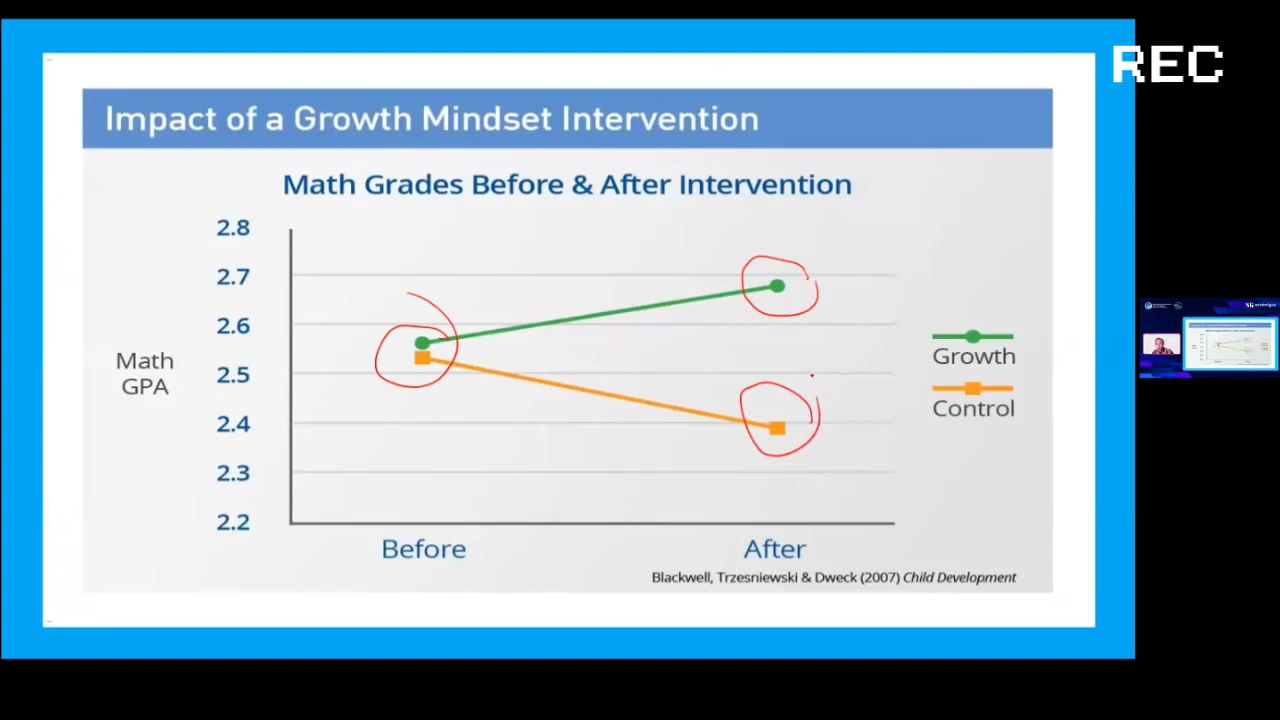 REC
Impact of a Growth Mindset Intervention
Math Grades Before & After Intervention
2.8
2.7
2.6
2.5
2.4
2.3
2.2
Math
GPA
Growth
Control
Before
After
Blackwell, Trzesniewski & Dweck (2007) Child Development